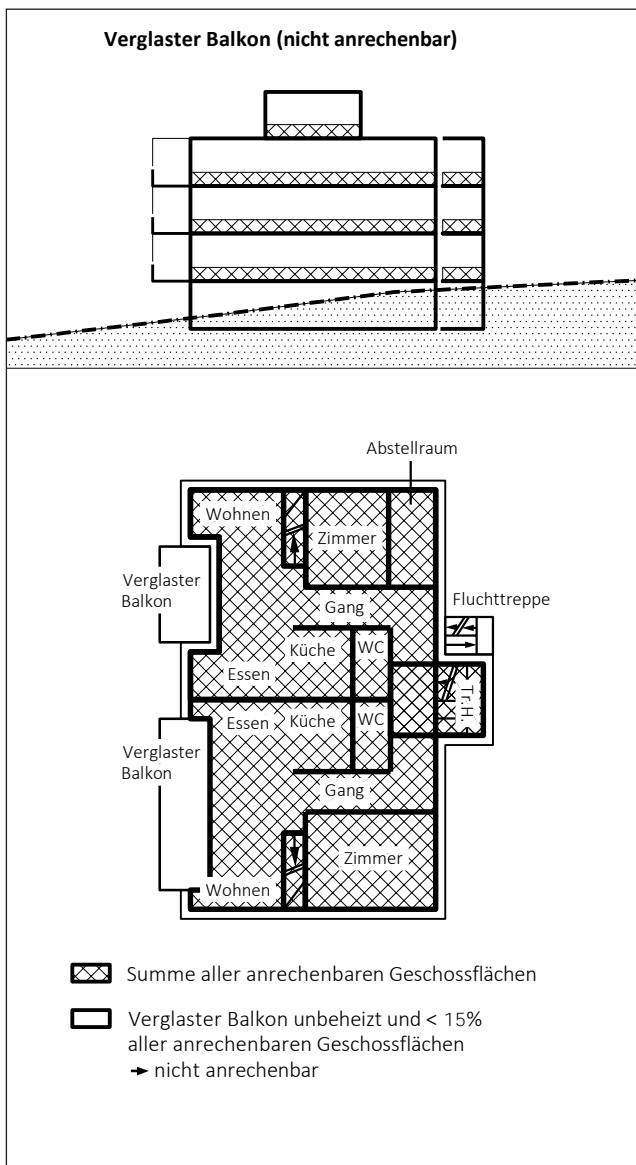 Verglaster Balkon (nicht anrechenbar)
Abstellraum
Wohnen
Zimmer
Verglaster
Balkon
Gang
Fluchttreppe
Küche
WC
Essen
Tr.H.
Essen
Küche
WC
Verglaster
Balkon
Gang
Zimmer
Wohnen
Summe aller anrechenbaren Geschossflächen
Verglaster Balkon unbeheizt und < 15%
aller anrechenbaren Geschossflächen
➔ nicht anrechenbar